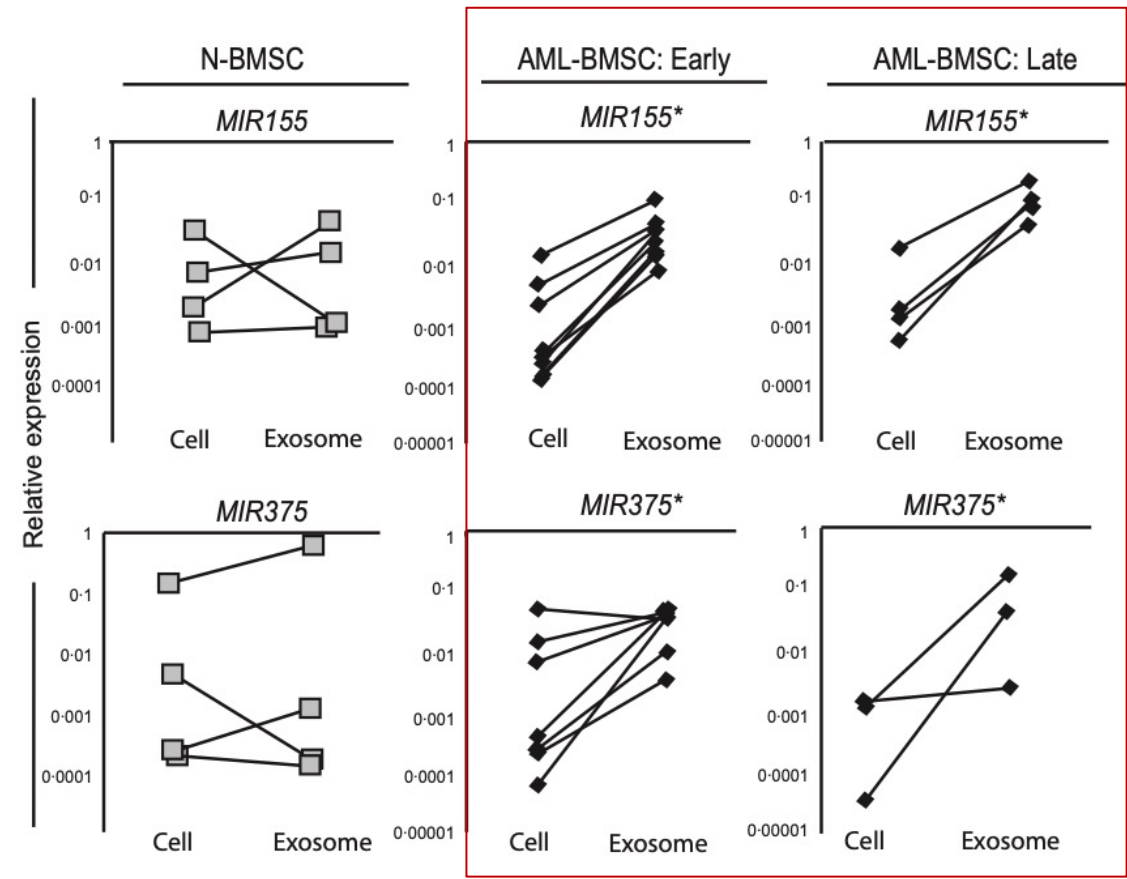 N-BMSC
AML-BMSC: Early
AML-BMSC: Late
Relative expression
MIR155
1
0·1
0·01
0·001
0·0001
Cell Exosome
MIR155*
1
0·1
0·01
0·001
0·0001
0·00001
Cell Exosome
MIR155*
1
0·1
0·01
0·001
0·0001
0·00001
Cell Exosome
MIR375
1
0·1
0·01
0·001
0·0001
Cell Exosome
MIR375*
1
0·1
0·01
0·001
0·0001
0·00001
Cell Exosome
MIR375*
1
0·1
0·01
0·001
0·0001
0·00001
Cell Exosome